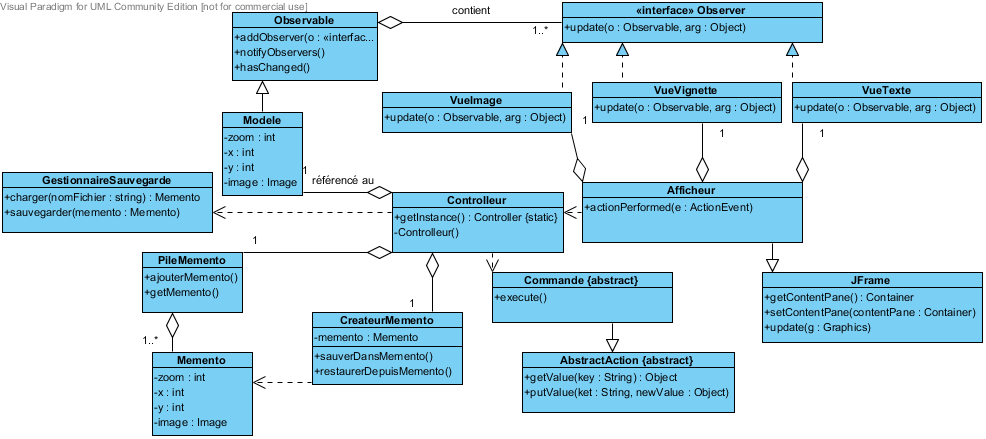 Visual Paradigm for UML Community Edition [not for commercial use]
Observable
+addObserver(o : «interfac...
+notifyObservers()
+hasChanged()
contient
1..*
«interface» Observer
+update(o : Observable, arg : Object)
VueImage
+update(o : Observable, arg : Object)
1
VueVignette
+update(o : Observable, arg : Object)
1
VueTexte
+update(o : Observable, arg : Object)
1
Modele
-zoom : int
-x : int
-y : int
-image : Image
1
référencé au
GestionnaireSauvegarde
+charger(nomFichier : string) : Memento
+sauvegarder(memento : Memento)
Controlleur
+getInstance() : Controller {static}
-Controlleur()
Afficheur
+actionPerformed(e : ActionEvent)
1
PileMemento
+ajouterMemento()
+getMemento()
1..*
Commande {abstract}
+execute()
JFrame
+getContentPane() : Container
+setContentPane(contentPane : Container)
+update(g : Graphics)
1
CreateurMemento
-memento : Memento
+sauverDansMemento()
+restaurerDepuisMemento()
Memento
-zoom : int
-x : int
-y : int
-image : Image
AbstractAction {abstract}
+getValue(key : String) : Object
+putValue(ket : String, newValue : Object)